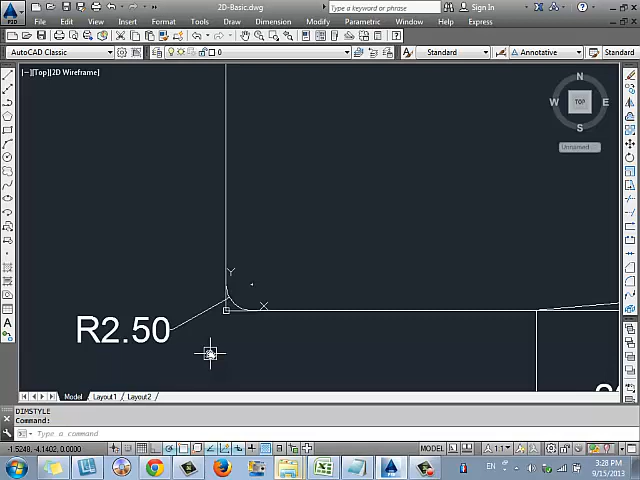 2D-Basic.dwg
Type a keyword or phrase
Sign In
File Edit View Insert Format Tools Draw Dimension Modify Parametric Window Help Express
AutoCAD Classic
0
Standard
Annotative
Standard
[−][Top][2D Wireframe]
N
W TOP E
S
Unnamed
Y
X
R2.50
Model Layout1 Layout2
DIMSTYLE
Command:
Type a command
-1.5248, -4.1402, 0.0000
MODEL
1:1
EN
3:28 PM
9/15/2013